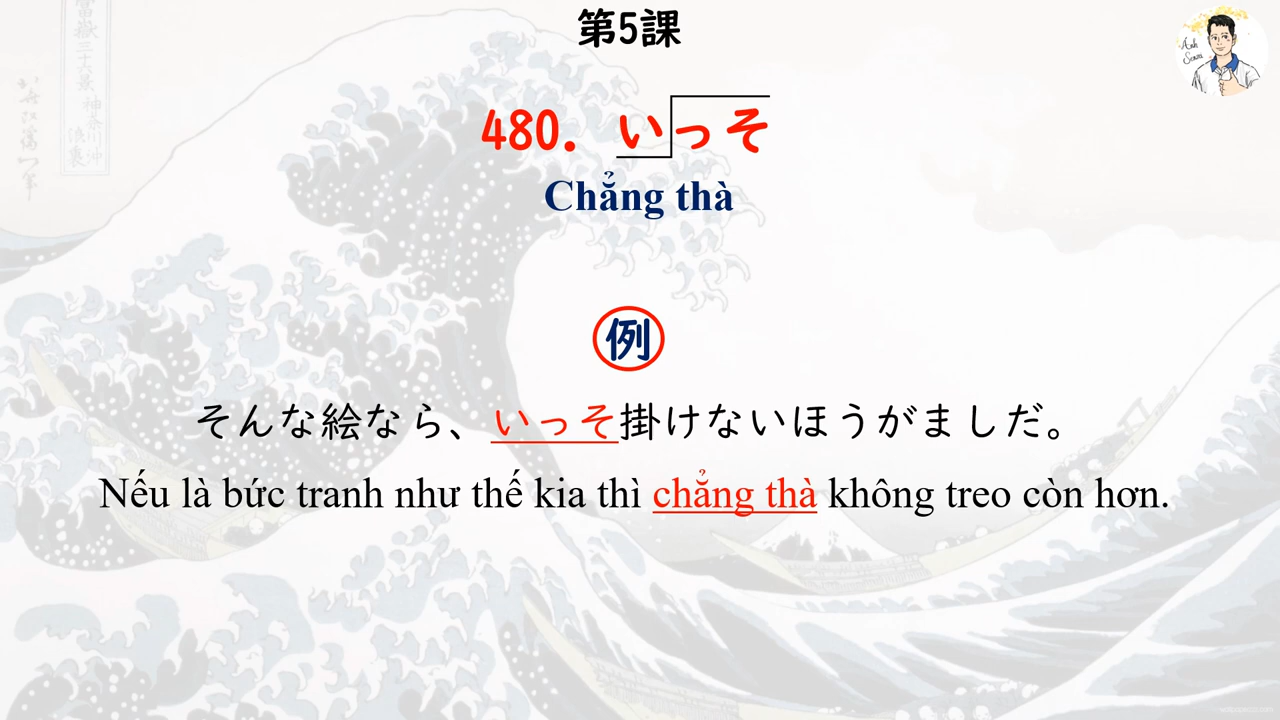 第5課
480. いっそ
Chẳng thà
例
そんな絵なら、いっそ掛けないほうがましだ。
Nếu là bức tranh như thế kia thì chẳng thà không treo còn hơn.